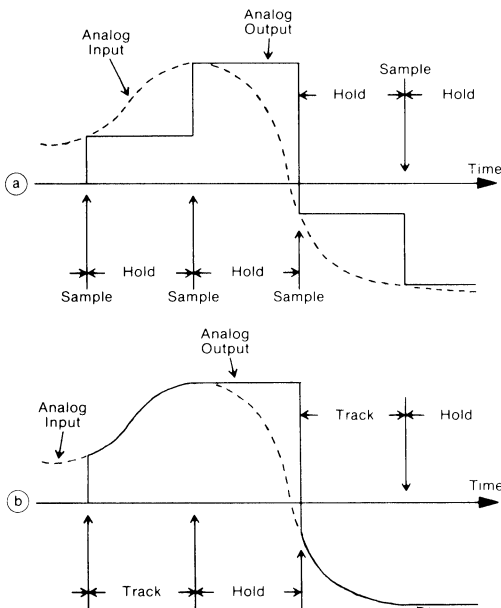 Analog
Input
Analog
Output
Sample
Hold
Hold
Time
a
Hold
Hold
Sample
Sample
Sample
Analog
Output
Analog
Input
Track
Hold
Time
b
Track
Hold